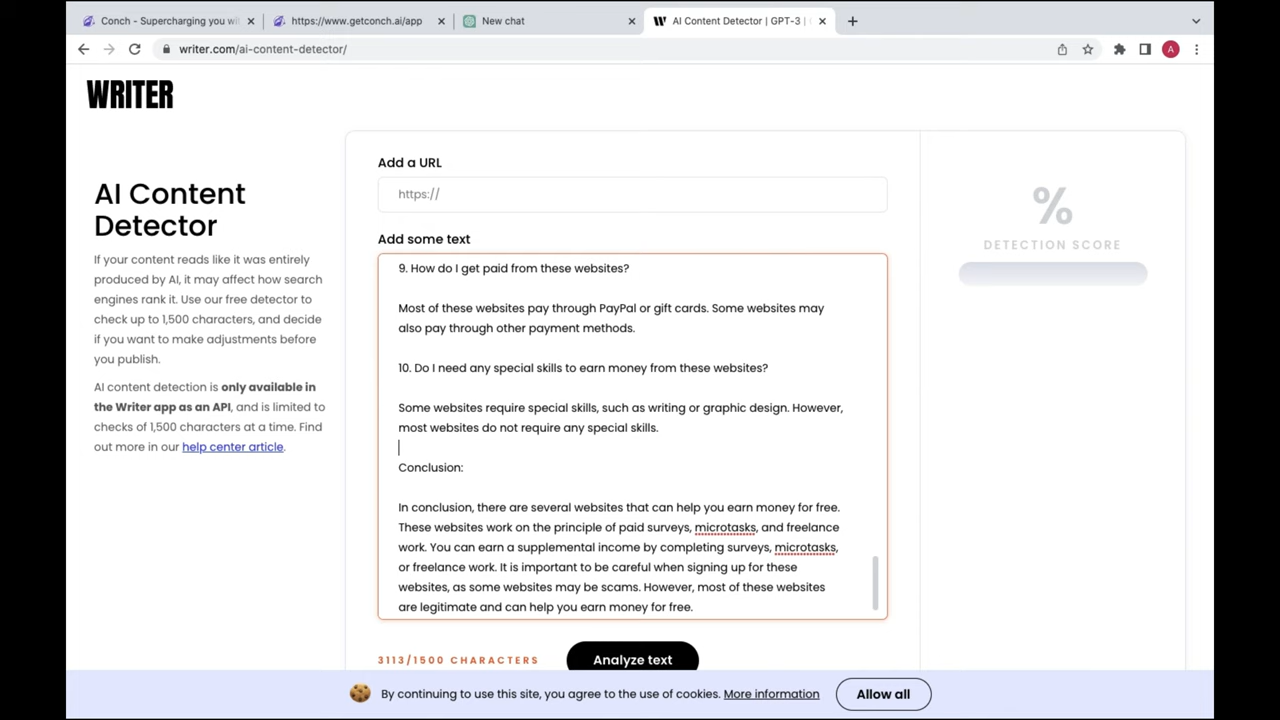 Conch - Supercharging you wi
https://www.getconch.ai/app
New chat
AI Content Detector | GPT-3 |
writer.com/ai-content-detector/
A
WRITER
AI Content
Detector
If your content reads like it was entirely
produced by AI, it may affect how search
engines rank it. Use our free detector to
check up to 1,500 characters, and decide
if you want to make adjustments before
you publish.
AI content detection is only available in
the Writer app as an API, and is limited to
checks of 1,500 characters at a time. Find
out more in our help center article.
Add a URL
https://
Add some text
9. How do I get paid from these websites?
Most of these websites pay through PayPal or gift cards. Some websites may
also pay through other payment methods.
10. Do I need any special skills to earn money from these websites?
Some websites require special skills, such as writing or graphic design. However,
most websites do not require any special skills.
Conclusion:
In conclusion, there are several websites that can help you earn money for free.
These websites work on the principle of paid surveys, microtasks, and freelance
work. You can earn a supplemental income by completing surveys, microtasks,
or freelance work. It is important to be careful when signing up for these
websites, as some websites may be scams. However, most of these websites
are legitimate and can help you earn money for free.
3113/1500 CHARACTERS
Analyze text
%
DETECTION SCORE
By continuing to use this site, you agree to the use of cookies. More information
Allow all